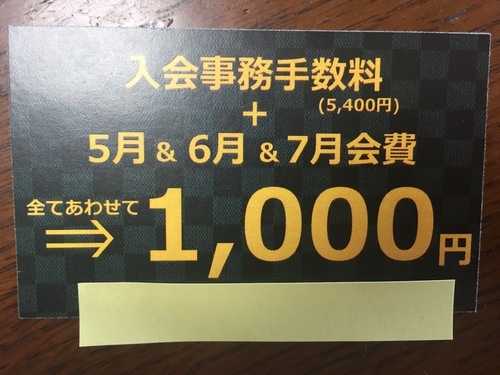 入会事務手数料
(5,400円)
+
5月&6月&7月会費
全てあわせて
⇒1,000円